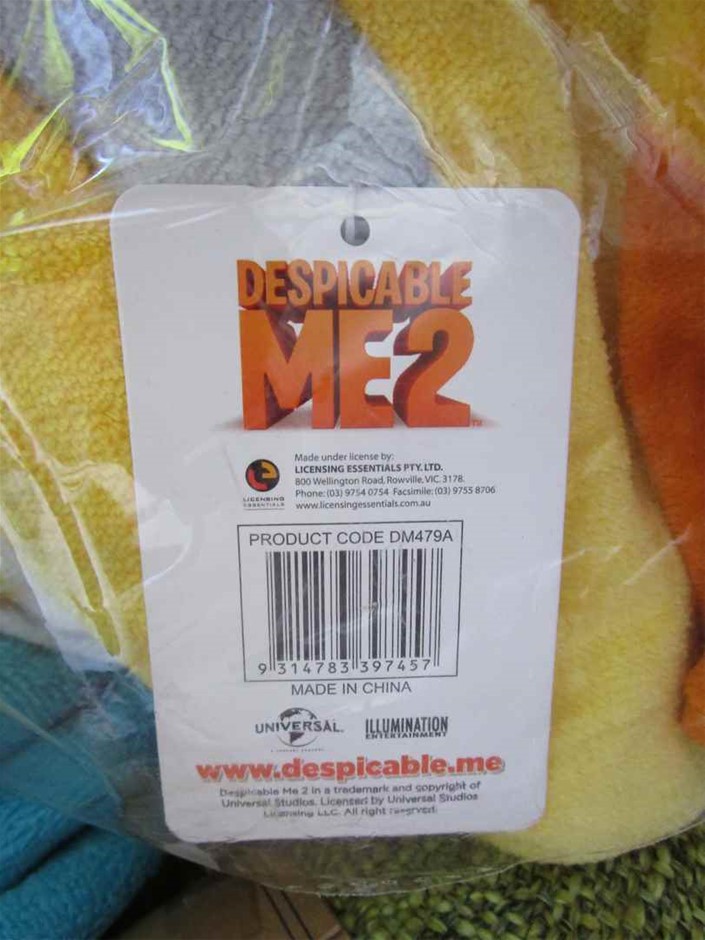 DESPICABLE
ME2
TM
Made under license by:
LICENSING ESSENTIALS PTY. LTD.
800 Wellington Road, Rowville, VIC. 3178.
Phone: (03) 9754 0754 Facsimile: (03) 9755 8706
www.licensingessentials.com.au
LICENSING
ESSENTIALS
PRODUCT CODE DM479A
9 314783 397457
MADE IN CHINA
UNIVERSAL
ILLUMINATION
ENTERTAINMENT
www.despicable.me
Despicable Me 2 in a trademark and copyright of
Universal Studios. Licensed by Universal Studios
Licensing LLC. All right reserved.